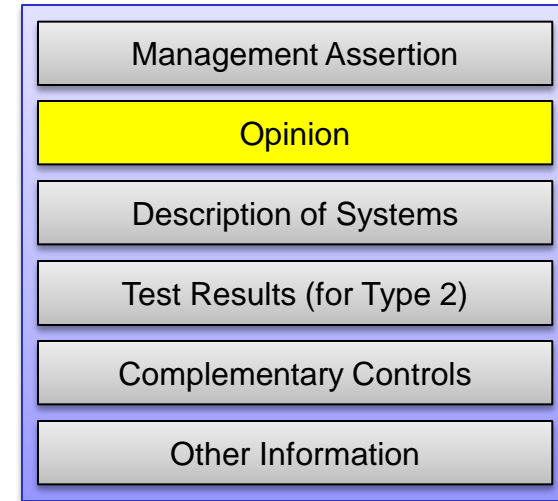 Management Assertion
Opinion
Description of Systems
Test Results (for Type 2)
Complementary Controls
Other Information